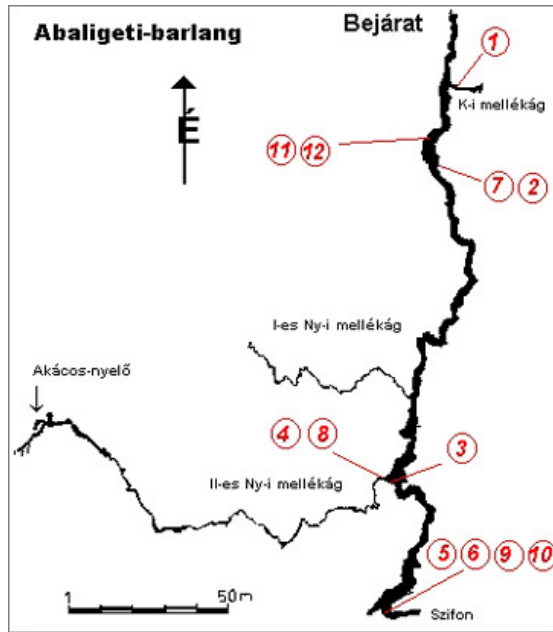 Abaligeti-barlang
Bejárat
É
1
K-i mellékág
11 12
7 2
I-es Ny-i mellékág
Akácos-nyelő
4 8
3
II-es Ny-i mellékág
5 6 9 10
1 50 m
Szifon